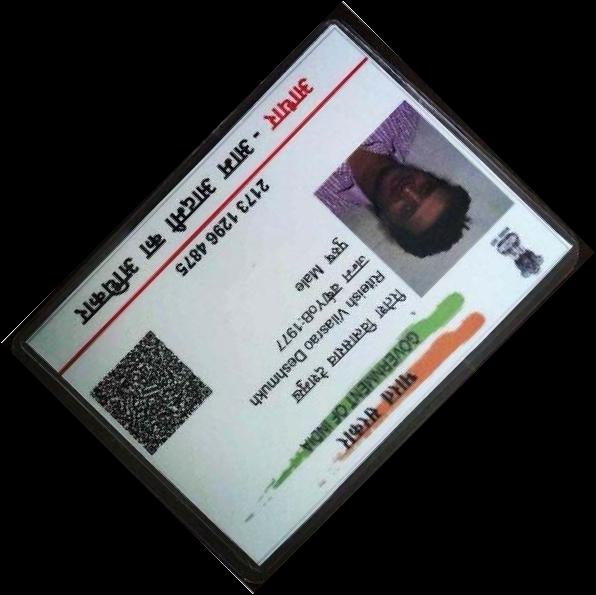 भारत सरकार
GOVERNMENT OF INDIA
रितेश विलासराव देशमुख
Riteish Vilasrao Deshmukh
जन्म वर्ष/YoB:1977
पुरुष Male
2173 1296 4875
आधार - आम आदमी का अधिकार